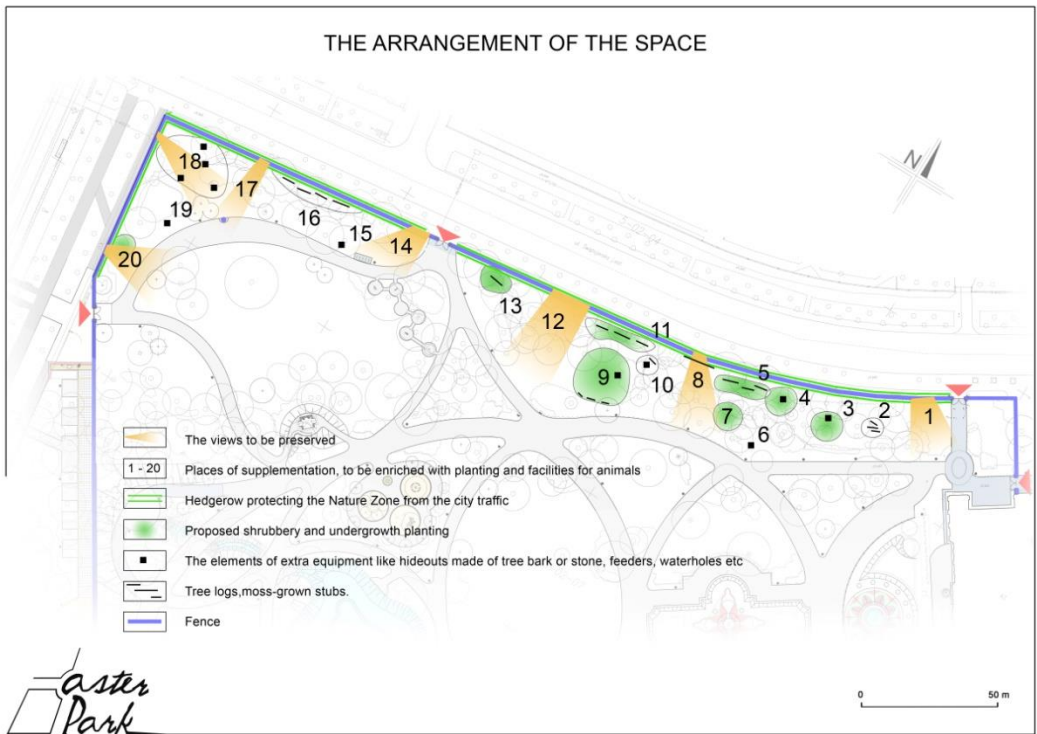 THE ARRANGEMENT OF THE SPACE
N
18
17
19
16
15
14
20
13
12
11
10
9
8
5
4
7
3
2
1
6
The views to be preserved
1 - 20 Places of supplementation, to be enriched with planting and facilities for animals
Hedgerow protecting the Nature Zone from the city traffic
Proposed shrubbery and undergrowth planting
The elements of extra equipment like hideouts made of tree bark or stone, feeders, waterholes etc
Tree logs,moss-grown stubs.
Fence
aster
Park
0 50 m